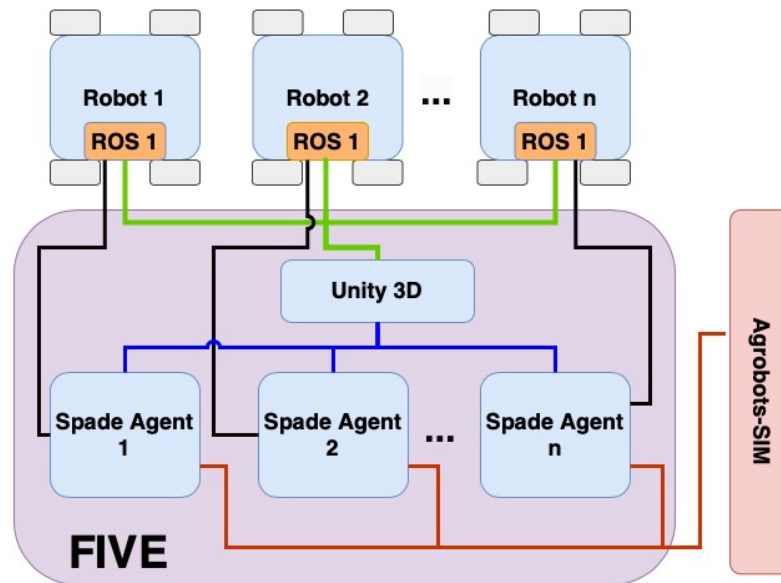 Robot 1
Robot 2
...
Robot n
ROS 1
ROS 1
ROS 1
Unity 3D
Spade Agent
1
Spade Agent
2
...
Spade Agent
n
Agrobots-SIM
FIVE